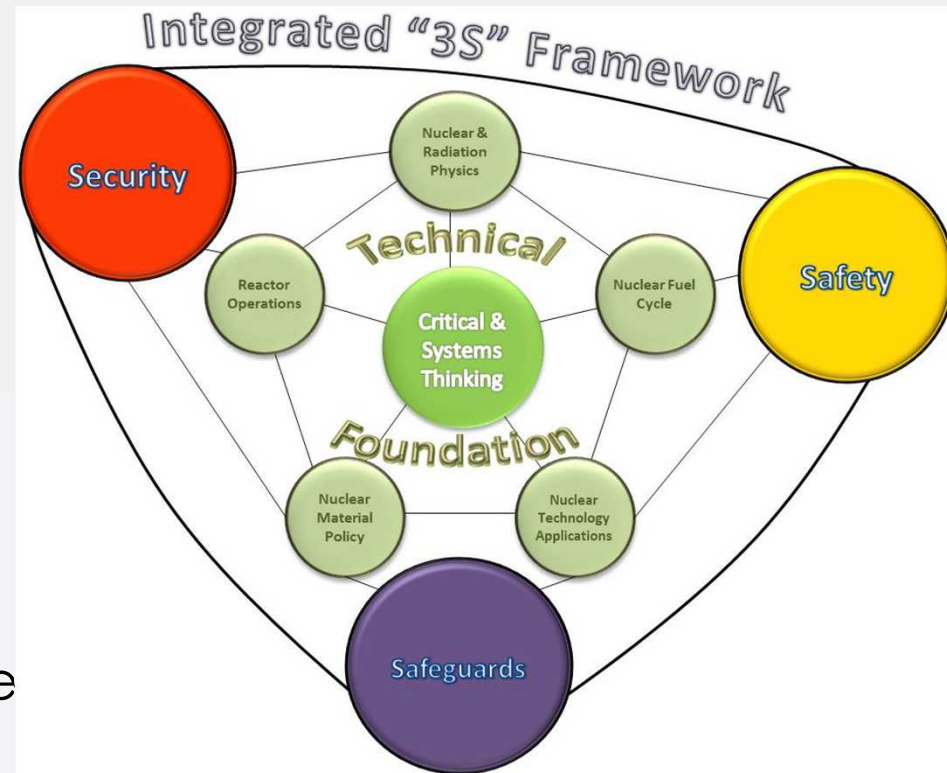 Integrated “3S” Framework
Nuclear &
Radiation
Physics
Security
Technical
Safety
Reactor
Operations
Nuclear Fuel
Cycle
Critical &
Systems
Thinking
Foundation
Nuclear
Material
Policy
Nuclear
Technology
Applications
Safeguards
e